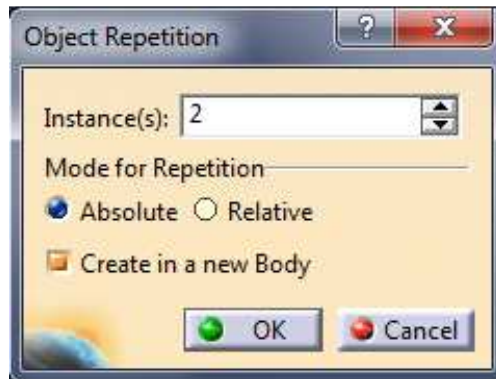 Object Repetition ? X
Instance(s): 2
Mode for Repetition
Absolute Relative
Create in a new Body
OK Cancel